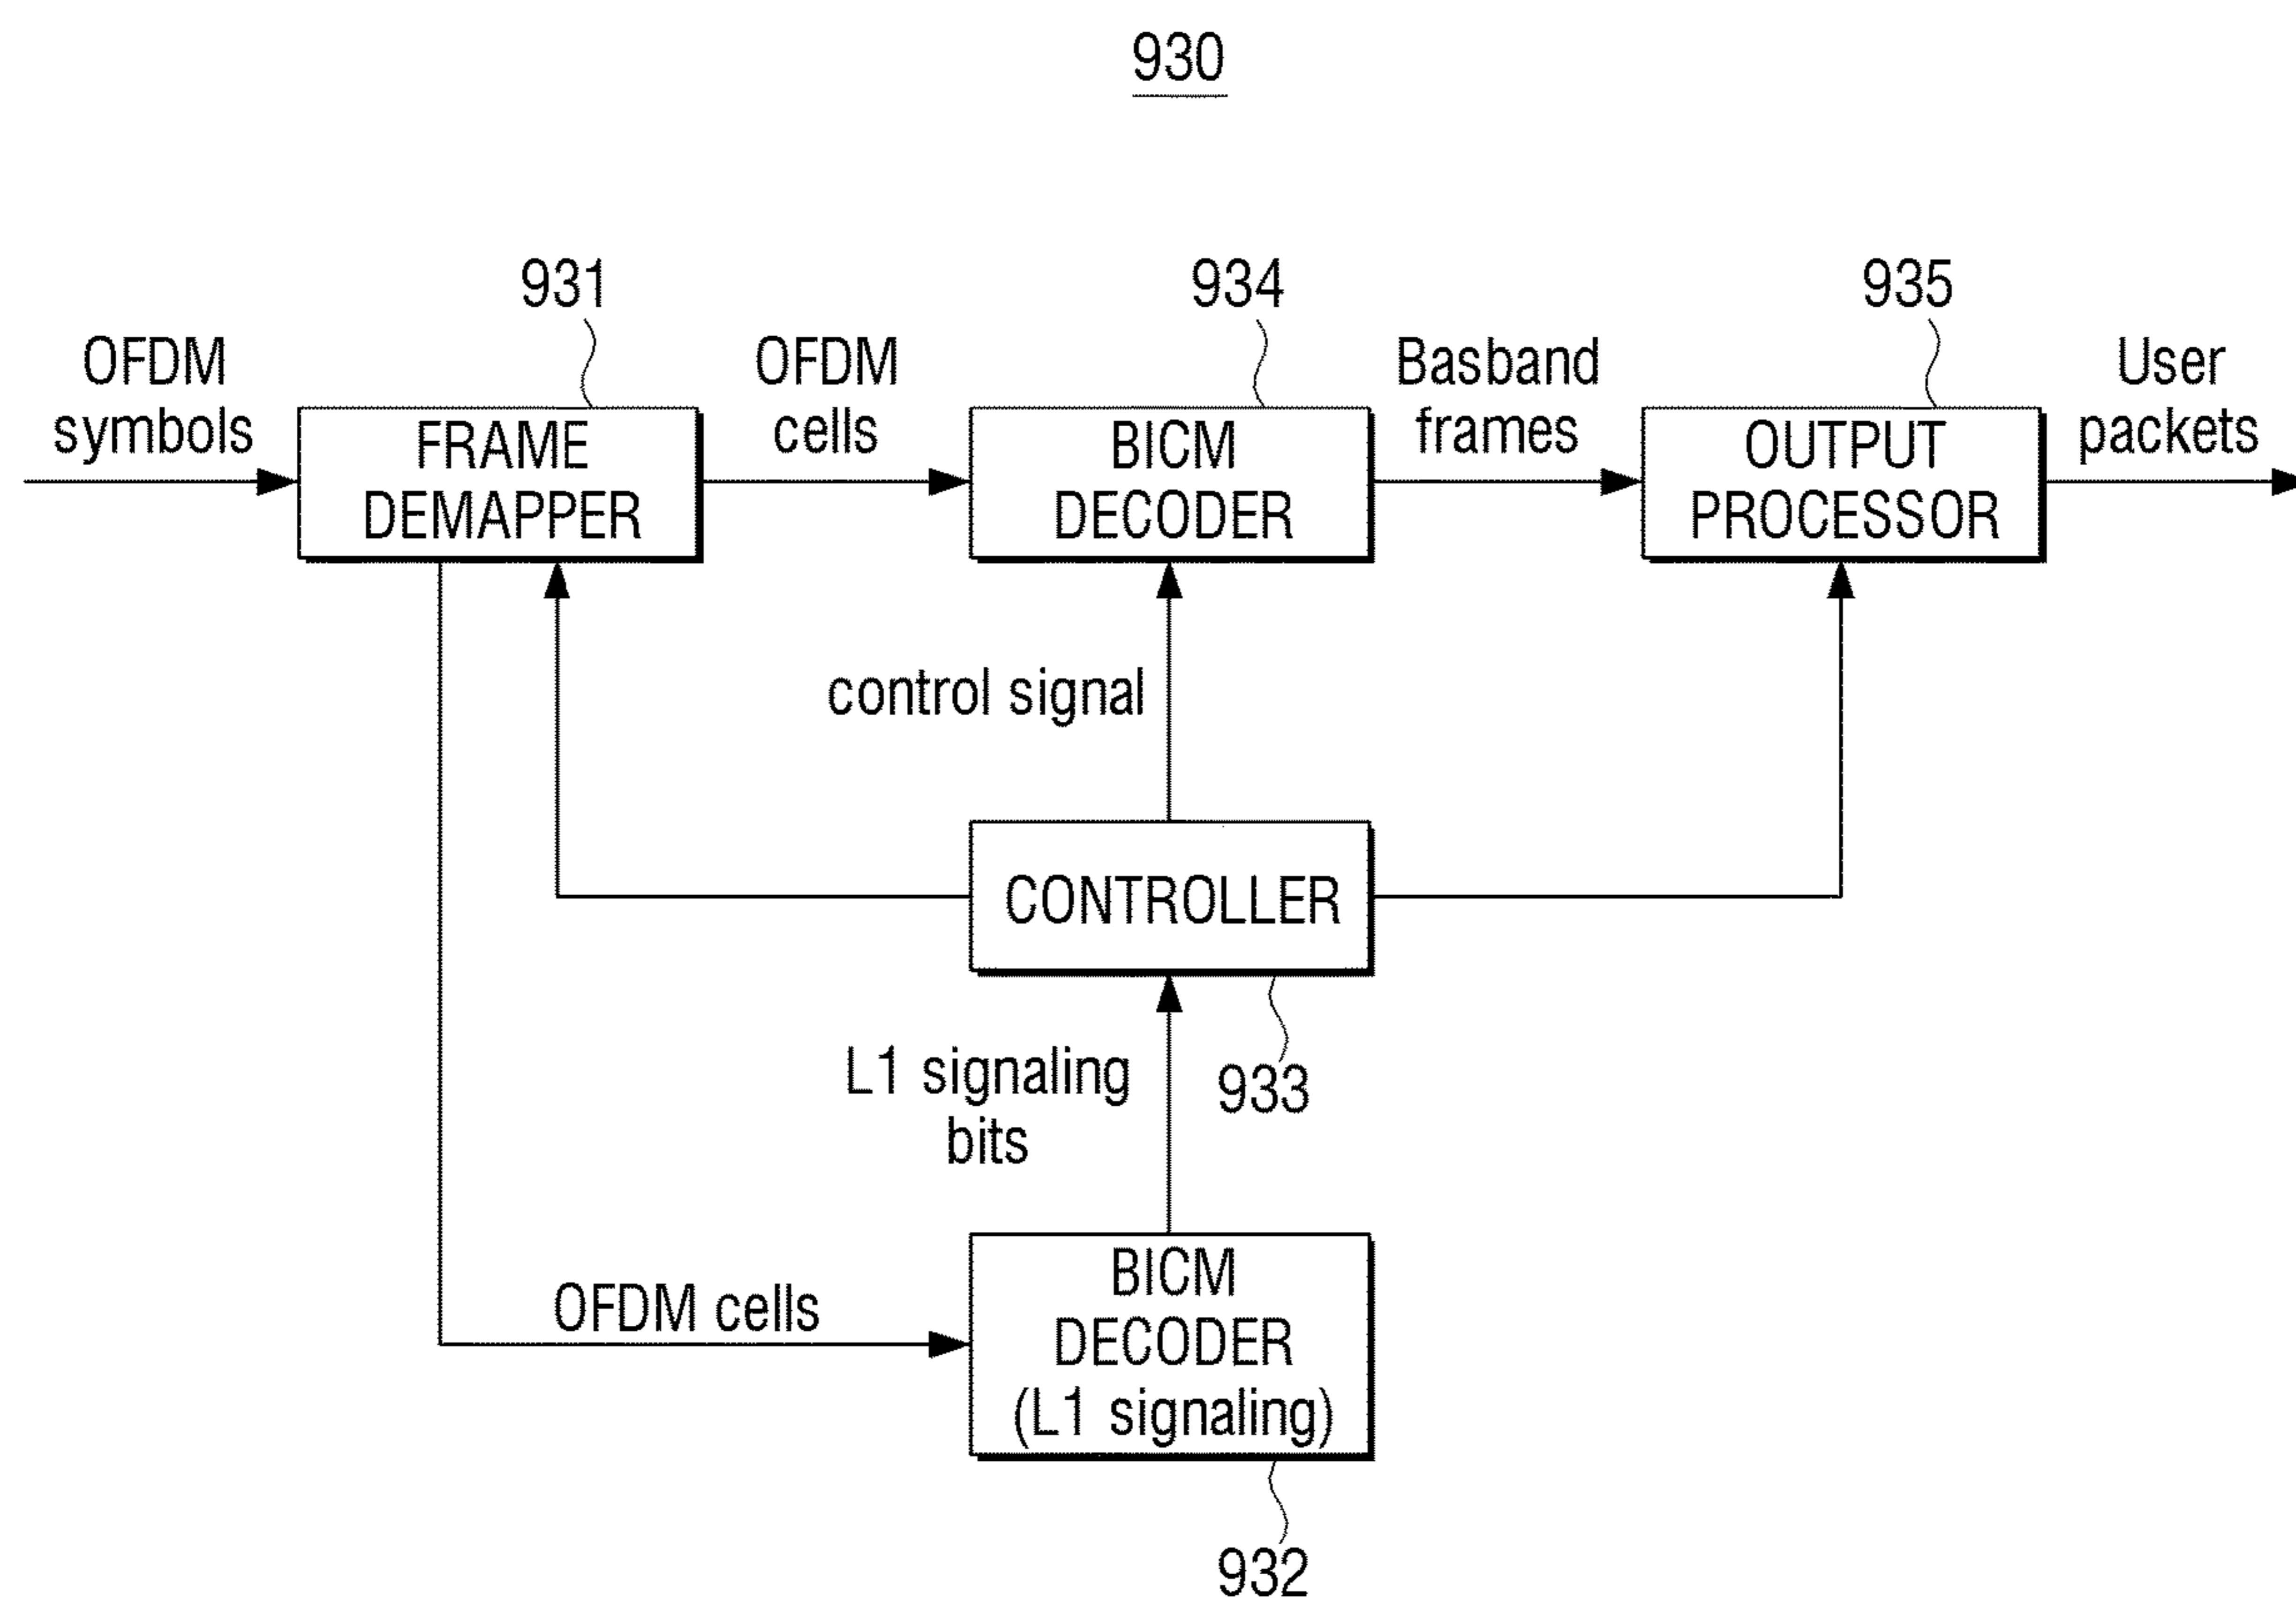 930
931
934
935
OFDM
symbols
FRAME
DEMAPPER
OFDM
cells
BICM
DECODER
Basband
frames
OUTPUT
PROCESSOR
User
packets
control signal
CONTROLLER
933
L1 signaling
bits
OFDM cells
BICM
DECODER
(L1 signaling)
932